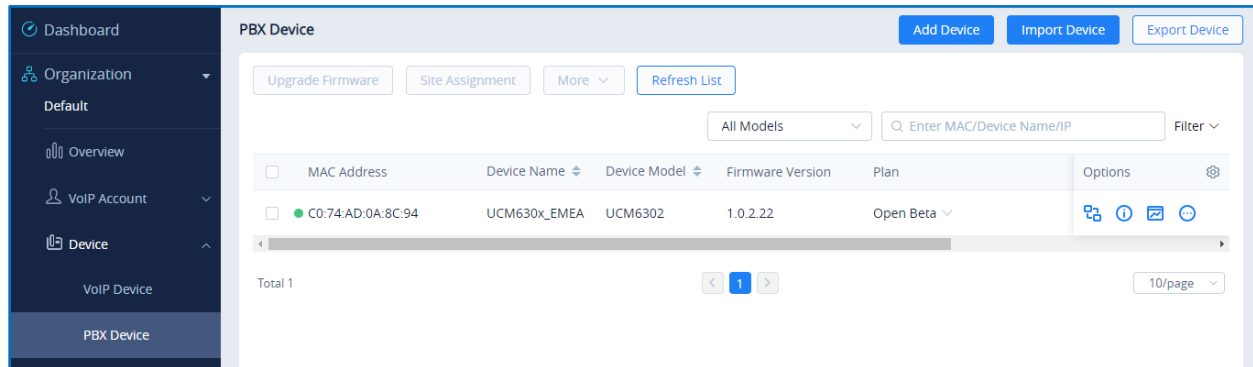 Dashboard
PBX Device
Add Device
Import Device
Export Device
Organization
Default
Upgrade Firmware
Site Assignment
More
Refresh List
All Models
Enter MAC/Device Name/IP
Filter
Overview
MAC Address
Device Name
Device Model
Firmware Version
Plan
Options
VoIP Account
C0:74:AD:0A:8C:94
UCM630x_EMEA
UCM6302
1.0.2.22
Open Beta
Device
VoIP Device
Total 1
1
10/page
PBX Device